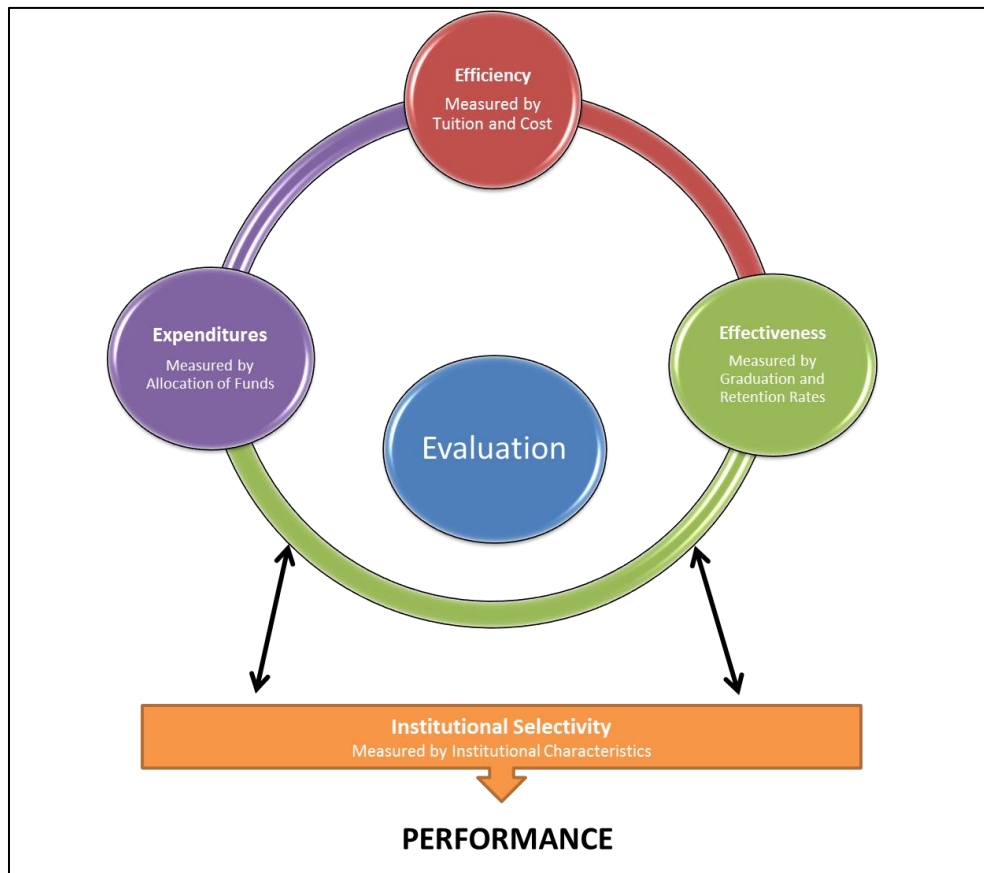 Efficiency
Measured by
Tuition and Cost
Expenditures
Measured by
Allocation of Funds
Effectiveness
Measured by
Graduation and
Retention Rates
Evaluation
Institutional Selectivity
Measured by Institutional Characteristics
PERFORMANCE